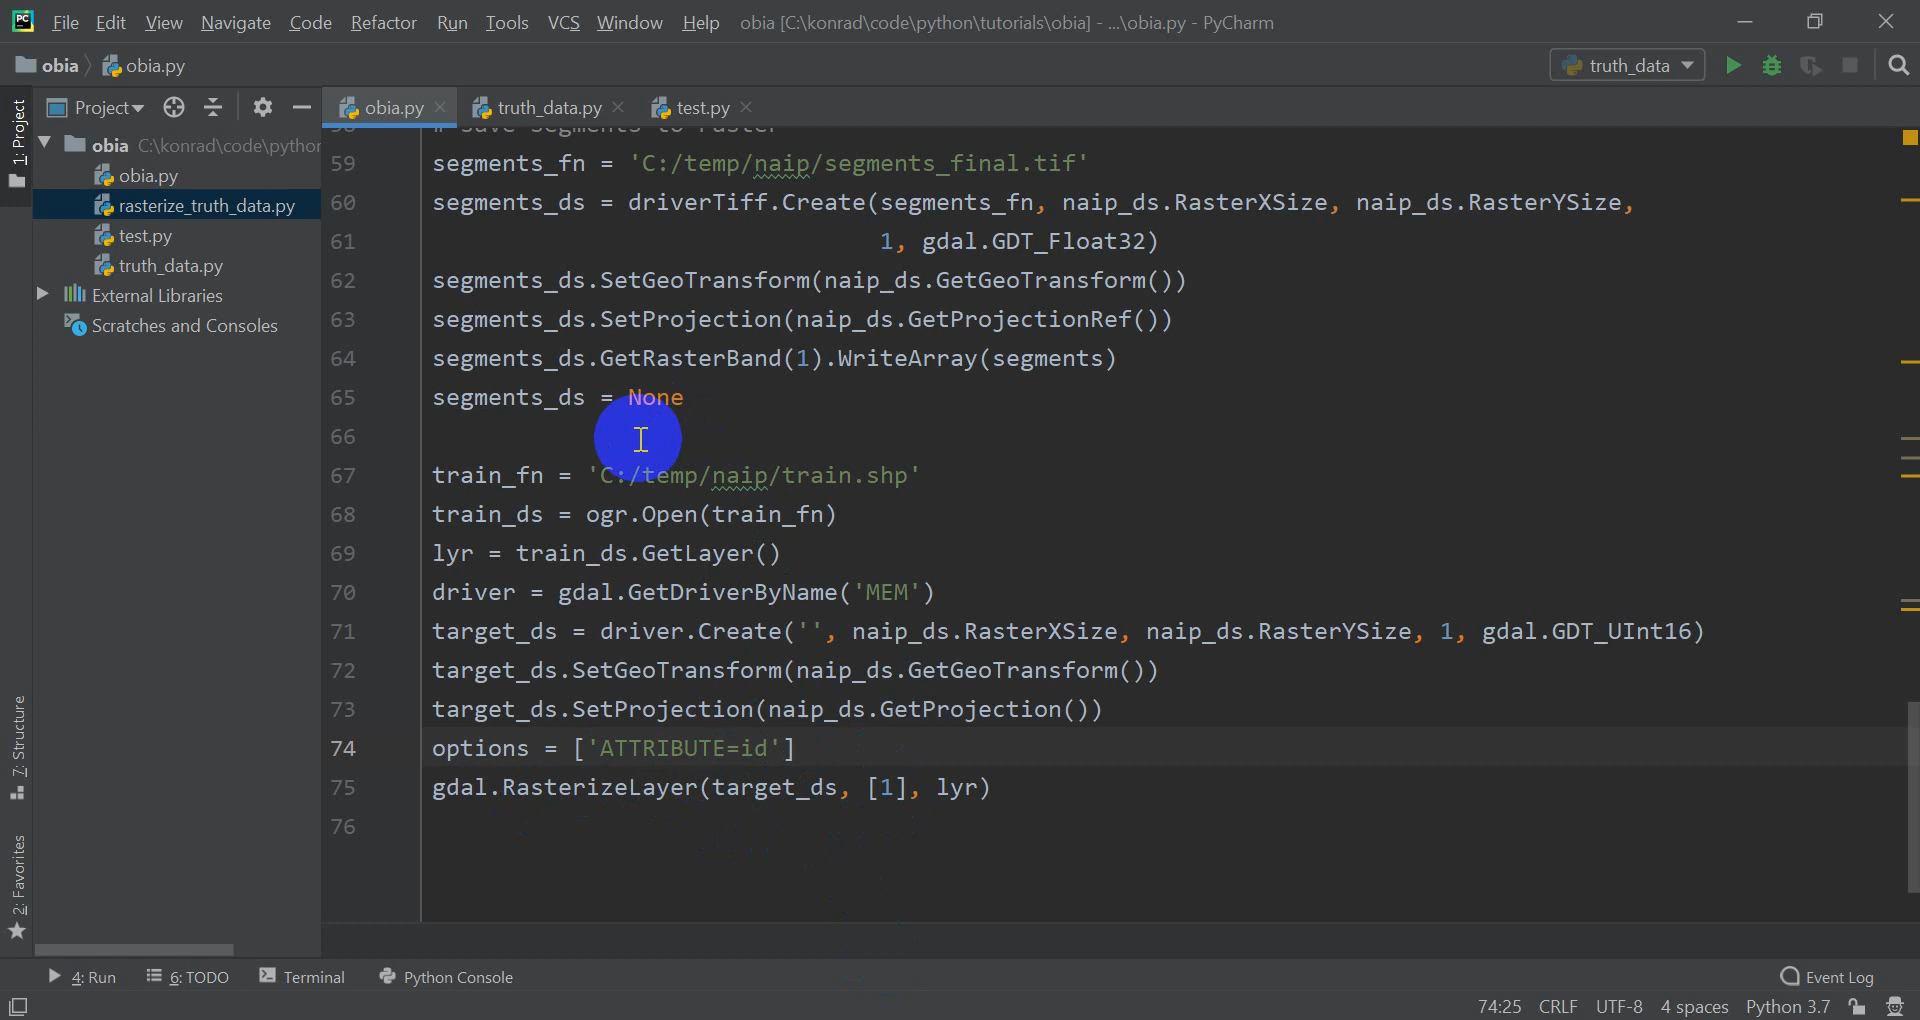 PC File Edit View Navigate Code Refactor Run Tools VCS Window Help obia [C:\konrad\code\python\tutorials\obia] - ...\obia.py - PyCharm
obia obia.py truth_data
1: Project
Project
obia.py truth_data.py test.py
obia C:\konrad\code\python
obia.py
rasterize_truth_data.py
test.py
truth_data.py
External Libraries
Scratches and Consoles
7: Structure
2: Favorites
# save segments to raster
59 segments_fn = 'C:/temp/naip/segments_final.tif'
60 segments_ds = driverTiff.Create(segments_fn, naip_ds.RasterXSize, naip_ds.RasterYSize,
61 1, gdal.GDT_Float32)
62 segments_ds.SetGeoTransform(naip_ds.GetGeoTransform())
63 segments_ds.SetProjection(naip_ds.GetProjectionRef())
64 segments_ds.GetRasterBand(1).WriteArray(segments)
65 segments_ds = None
66
67 train_fn = 'C:/temp/naip/train.shp'
68 train_ds = ogr.Open(train_fn)
69 lyr = train_ds.GetLayer()
70 driver = gdal.GetDriverByName('MEM')
71 target_ds = driver.Create('', naip_ds.RasterXSize, naip_ds.RasterYSize, 1, gdal.GDT_UInt16)
72 target_ds.SetGeoTransform(naip_ds.GetGeoTransform())
73 target_ds.SetProjection(naip_ds.GetProjection())
74 options = ['ATTRIBUTE=id']
75 gdal.RasterizeLayer(target_ds, [1], lyr)
76
4: Run 6: TODO Terminal Python Console Event Log
74:25 CRLF UTF-8 4 spaces Python 3.7